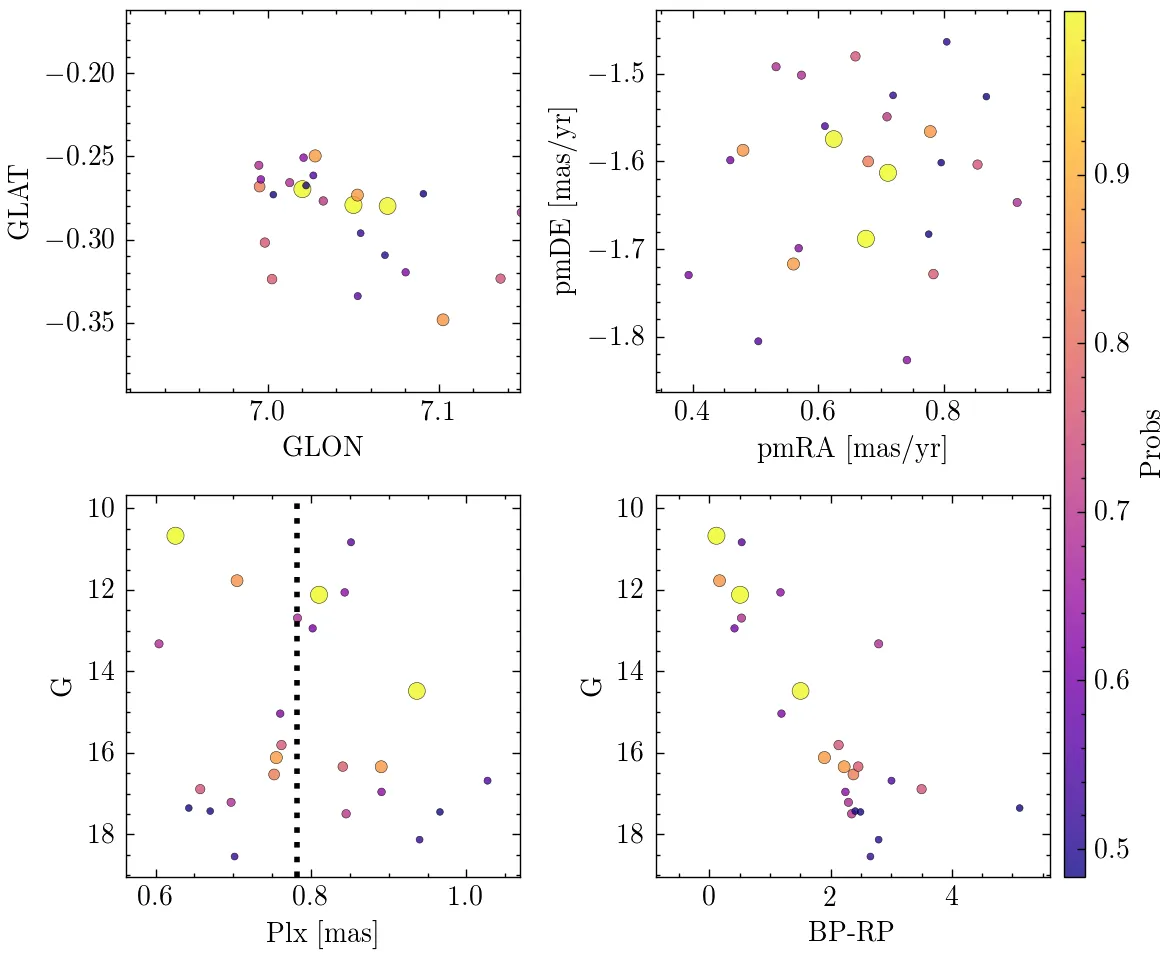 −0.20
−0.25
−0.30
−0.35
GLAT
7.0 7.1
GLON
−1.5
−1.6
−1.7
−1.8
pmDE [mas/yr]
0.4 0.6 0.8
pmRA [mas/yr]
10
12
14
16
18
G
0.6 0.8 1.0
Plx [mas]
10
12
14
16
18
G
0 2 4
BP-RP
0.9
0.8
0.7
0.6
0.5
Probs